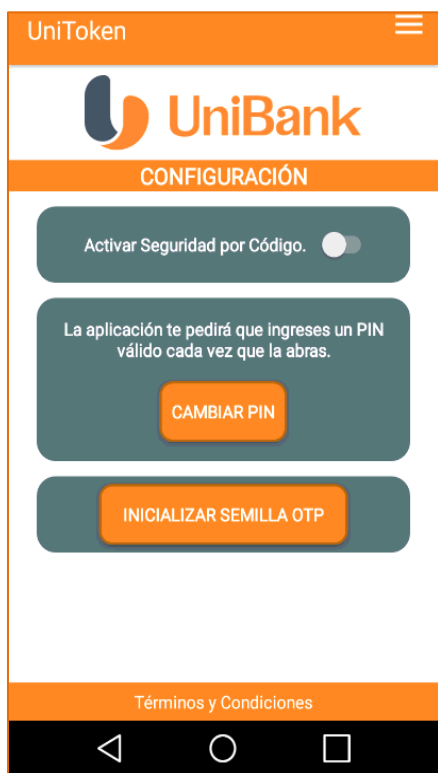 UniToken
UniBank
CONFIGURACIÓN
Activar Seguridad por Código.
La aplicación te pedirá que ingreses un PIN
válido cada vez que la abras.
CAMBIAR PIN
INICIALIZAR SEMILLA OTP
Términos y Condiciones